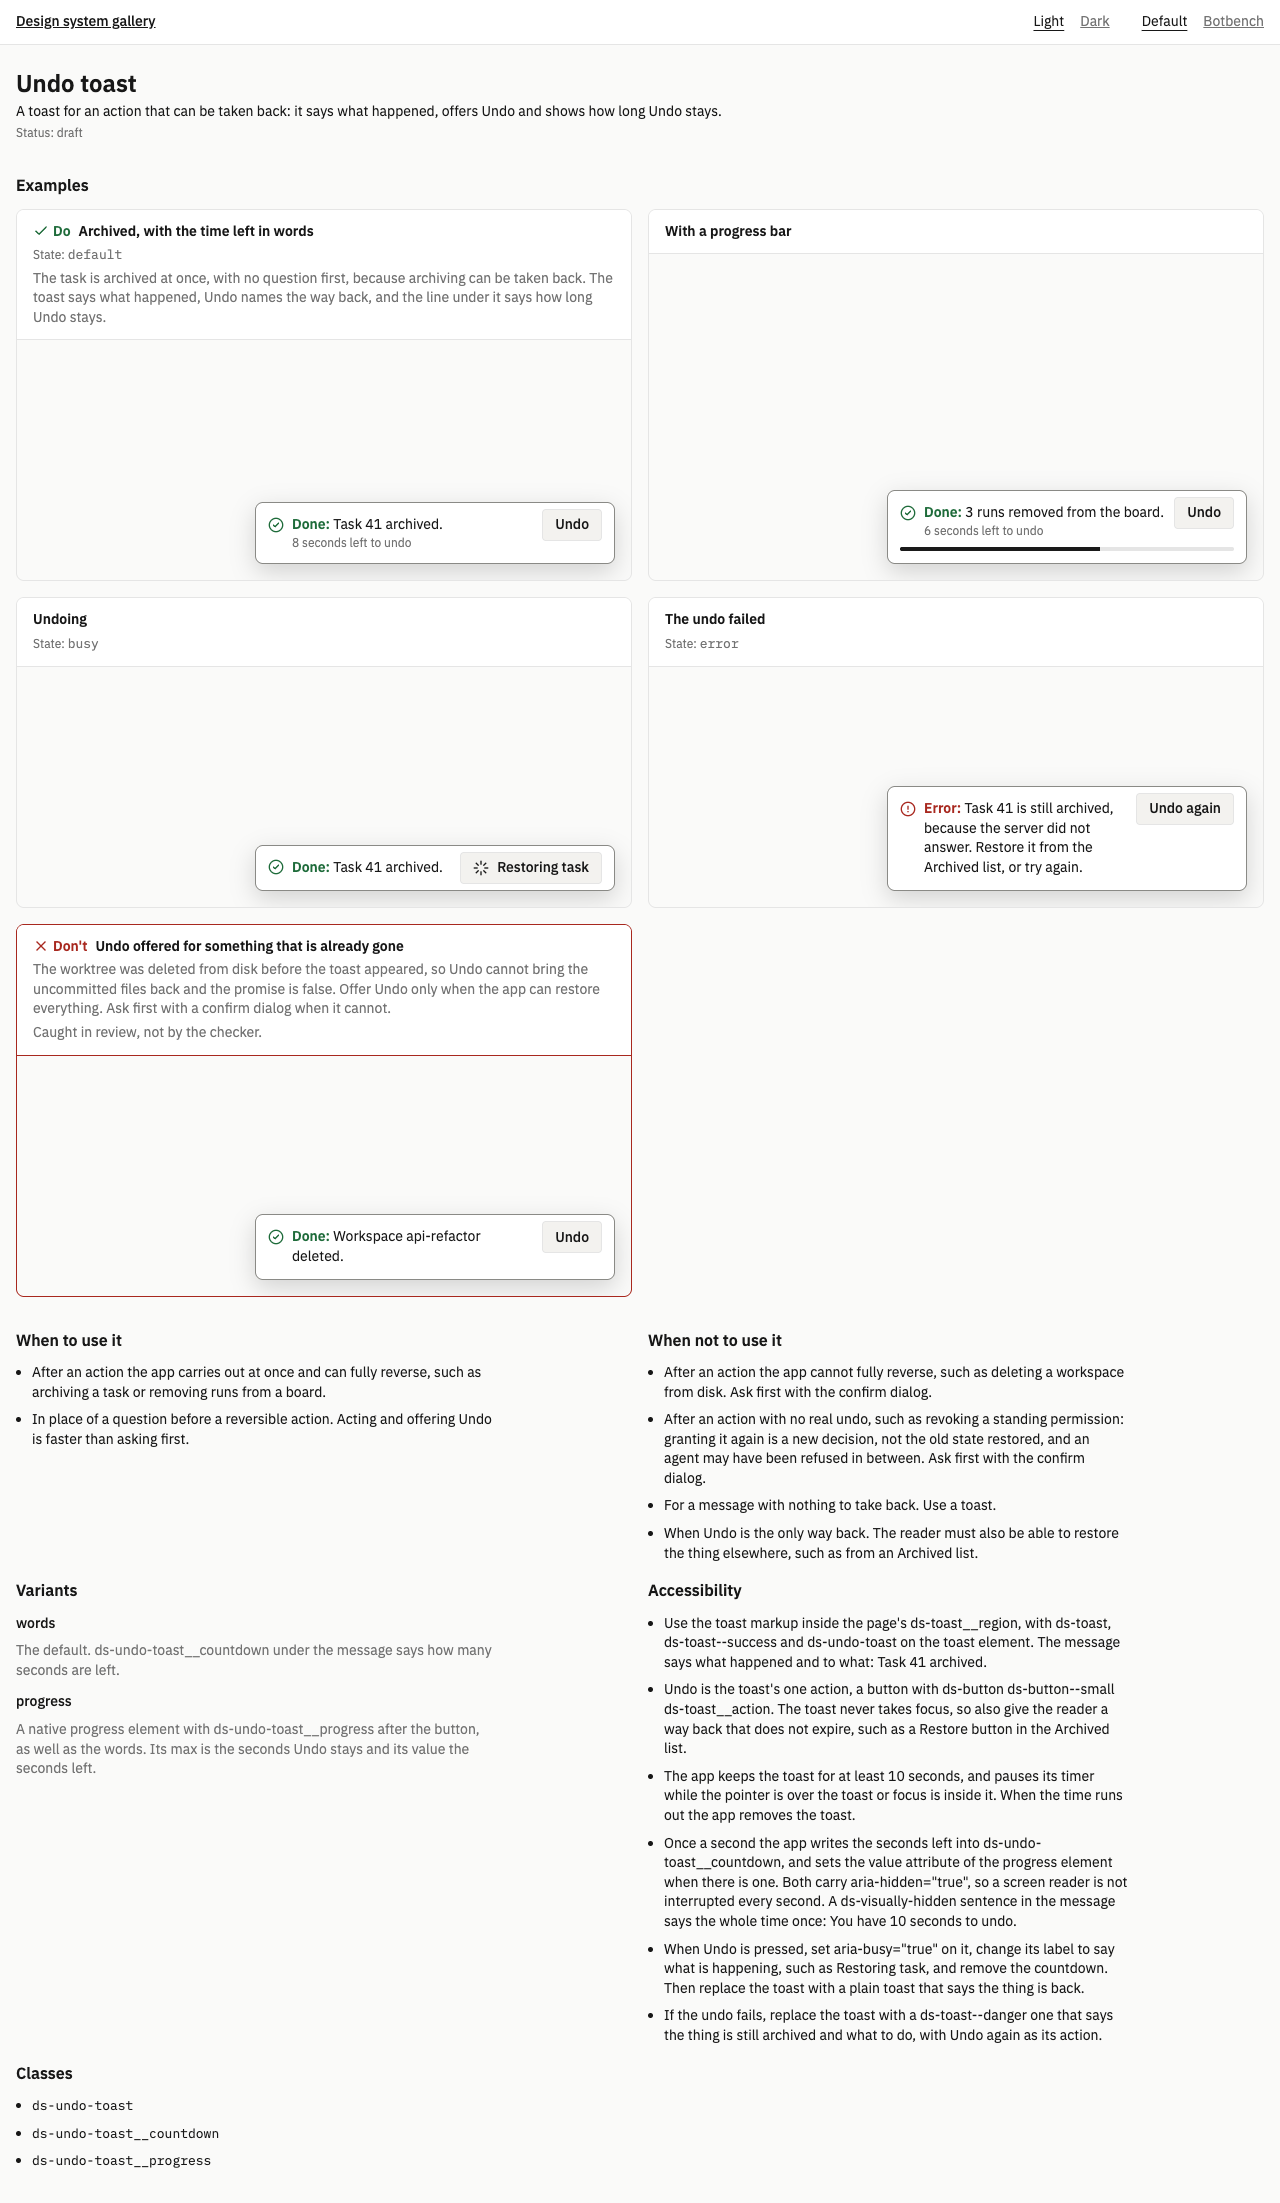 Design system gallery
Light Dark Default Botbench
Undo toast
A toast for an action that can be taken back: it says what happened, offers Undo and shows how long Undo stays.
Status: draft
Examples
Do Archived, with the time left in words
State: default
The task is archived at once, with no question first, because archiving can be taken back. The
toast says what happened, Undo names the way back, and the line under it says how long
Undo stays.
Done: Task 41 archived.
8 seconds left to undo
Undo
With a progress bar
Done: 3 runs removed from the board.
6 seconds left to undo
Undo
Undoing
State: busy
Done: Task 41 archived.
Restoring task
The undo failed
State: error
Error: Task 41 is still archived,
because the server did not
answer. Restore it from the
Archived list, or try again.
Undo again
Don't Undo offered for something that is already gone
The worktree was deleted from disk before the toast appeared, so Undo cannot bring the
uncommitted files back and the promise is false. Offer Undo only when the app can restore
everything. Ask first with a confirm dialog when it cannot.
Caught in review, not by the checker.
Done: Workspace api-refactor
deleted.
Undo
When to use it
• After an action the app carries out at once and can fully reverse, such as
archiving a task or removing runs from a board.
• In place of a question before a reversible action. Acting and offering Undo
is faster than asking first.
When not to use it
• After an action the app cannot fully reverse, such as deleting a workspace
from disk. Ask first with the confirm dialog.
• After an action with no real undo, such as revoking a standing permission:
granting it again is a new decision, not the old state restored, and an
agent may have been refused in between. Ask first with the confirm
dialog.
• For a message with nothing to take back. Use a toast.
• When Undo is the only way back. The reader must also be able to restore
the thing elsewhere, such as from an Archived list.
Variants
words
The default. ds-undo-toast__countdown under the message says how many
seconds are left.
progress
A native progress element with ds-undo-toast__progress after the button,
as well as the words. Its max is the seconds Undo stays and its value the
seconds left.
Accessibility
• Use the toast markup inside the page's ds-toast__region, with ds-toast,
ds-toast--success and ds-undo-toast on the toast element. The message
says what happened and to what: Task 41 archived.
• Undo is the toast's one action, a button with ds-button ds-button--small
ds-toast__action. The toast never takes focus, so also give the reader a
way back that does not expire, such as a Restore button in the Archived
list.
• The app keeps the toast for at least 10 seconds, and pauses its timer
while the pointer is over the toast or focus is inside it. When the time runs
out the app removes the toast.
• Once a second the app writes the seconds left into ds-undo-
toast__countdown, and sets the value attribute of the progress element
when there is one. Both carry aria-hidden="true", so a screen reader is not
interrupted every second. A ds-visually-hidden sentence in the message
says the whole time once: You have 10 seconds to undo.
• When Undo is pressed, set aria-busy="true" on it, change its label to say
what is happening, such as Restoring task, and remove the countdown.
Then replace the toast with a plain toast that says the thing is back.
• If the undo fails, replace the toast with a ds-toast--danger one that says
the thing is still archived and what to do, with Undo again as its action.
Classes
• ds-undo-toast
• ds-undo-toast__countdown
• ds-undo-toast__progress